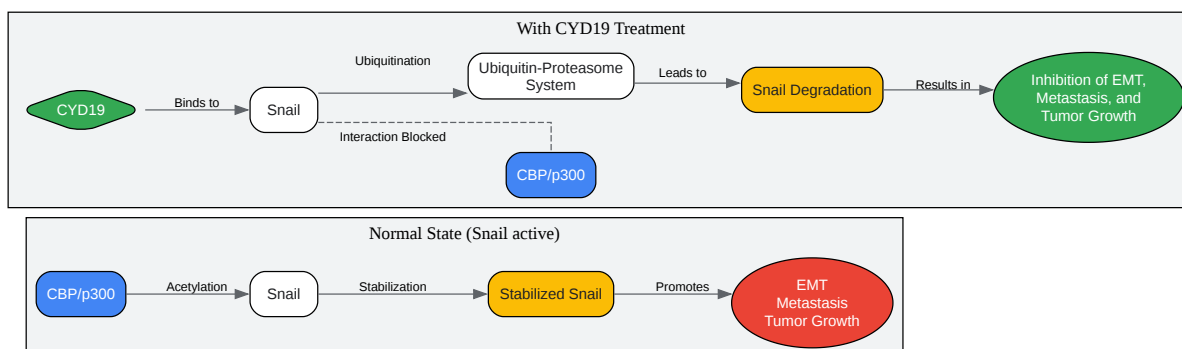 With CYD19 Treatment
CYD19
Binds to
Snail
Ubiquitination
Ubiquitin-Proteasome
System
Leads to
Snail Degradation
Results in
Inhibition of EMT,
Metastasis, and
Tumor Growth
Interaction Blocked
CBP/p300
Normal State (Snail active)
CBP/p300
Acetylation
Snail
Stabilization
Stabilized Snail
Promotes
EMT
Metastasis
Tumor Growth